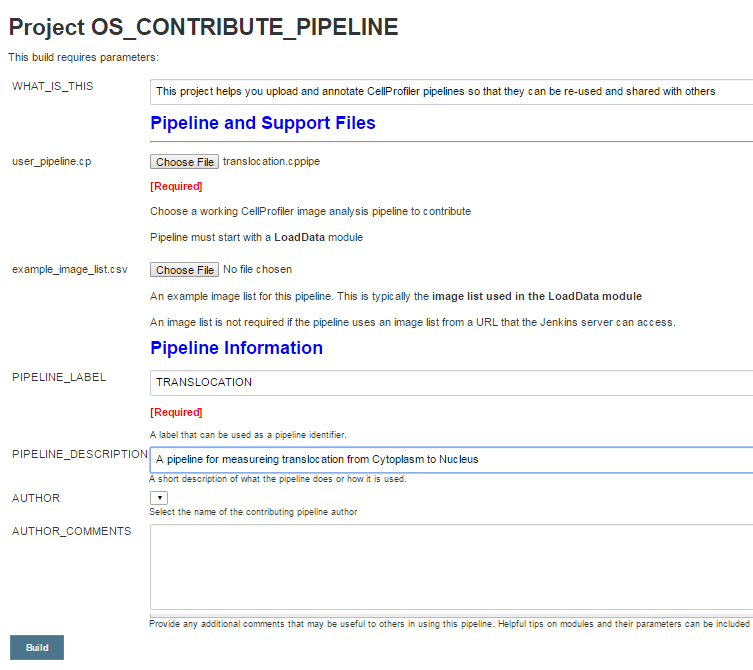 Project OS_CONTRIBUTE_PIPELINE
This build requires parameters:
WHAT_IS_THIS
This project helps you upload and annotate CellProfiler pipelines so that they can be re-used and shared with others
Pipeline and Support Files
user_pipeline.cp
Choose File translocation.cppipe
[Required]
Choose a working CellProfiler image analysis pipeline to contribute
Pipeline must start with a LoadData module
example_image_list.csv
Choose File No file chosen
An example image list for this pipeline. This is typically the image list used in the LoadData module
An image list is not required if the pipeline uses an image list from a URL that the Jenkins server can access.
Pipeline Information
PIPELINE_LABEL
TRANSLOCATION
[Required]
A label that can be used as a pipeline identifier.
PIPELINE_DESCRIPTION
A pipeline for measureing translocation from Cytoplasm to Nucleus
A short description of what the pipeline does or how it is used.
AUTHOR
Select the name of the contributing pipeline author
AUTHOR_COMMENTS
Provide any additional comments that may be useful to others in using this pipeline. Helpful tips on modules and their parameters can be included
Build